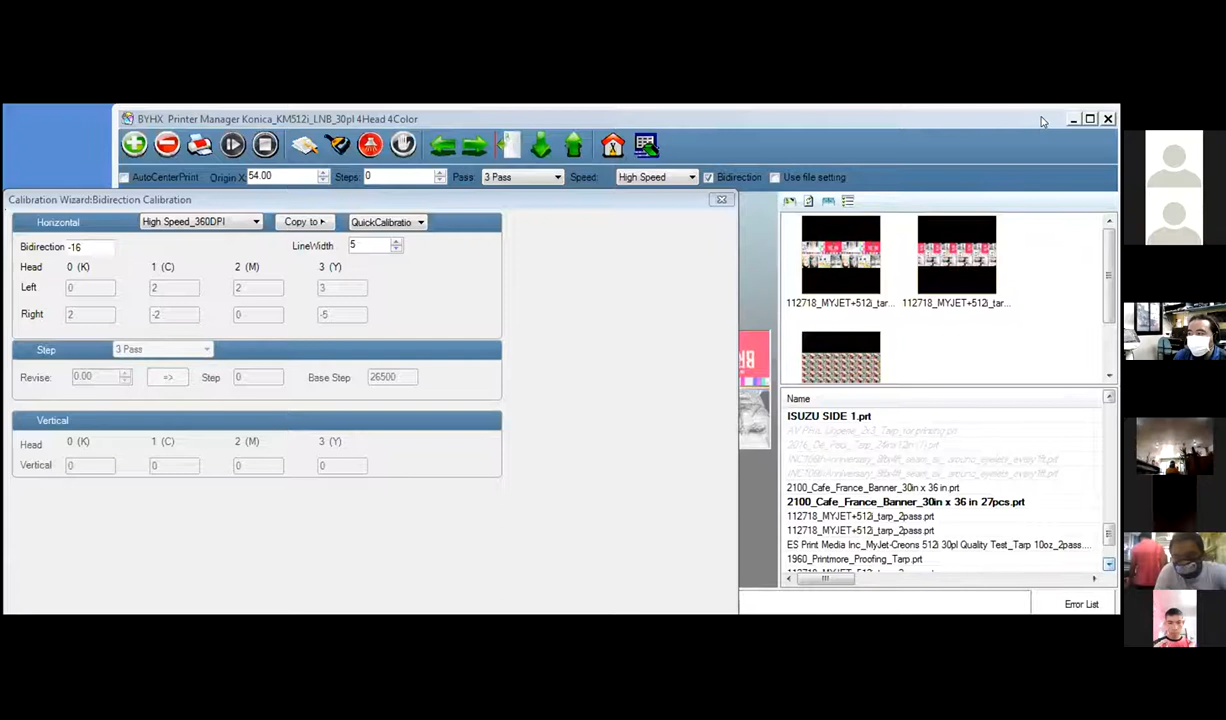 BYHX Printer Manager Konica_KM512i_LNB_30pl 4Head 4Color
AutoCenterPrint Origin X 54.00 Steps: 0 Pass: 3 Pass Speed: High Speed Bidirection Use file setting
Calibration Wizard:Bidirection Calibration
Horizontal High Speed_360DPI Copy to QuickCalibratio
Bidirection -16 LineWidth 5
Head 0 (K) 1 (C) 2 (M) 3 (Y)
Left 0 2 2 3
Right 2 -2 0 -5
Step 3 Pass
Revise: 0.00 => Step 0 Base Step 26500
Vertical
Head 0 (K) 1 (C) 2 (M) 3 (Y)
Vertical 0 0 0 0
112718_MYJET+512i_tar... 112718_MYJET+512i_tar...
Name
ISUZU SIDE 1.prt
2100_Cafe_France_Banner_30in x 36 in.prt
2100_Cafe_France_Banner_30in x 36 in 27pcs.prt
112718_MYJET+512i_tarp_2pass.prt
112718_MYJET+512i_tarp_2pass.prt
ES Print Media Inc_MyJet-Creons 512i 30pl Quality Test_Tarp 10oz_2pass....
1960_Printmore_Proofing_Tarp.prt
Error List